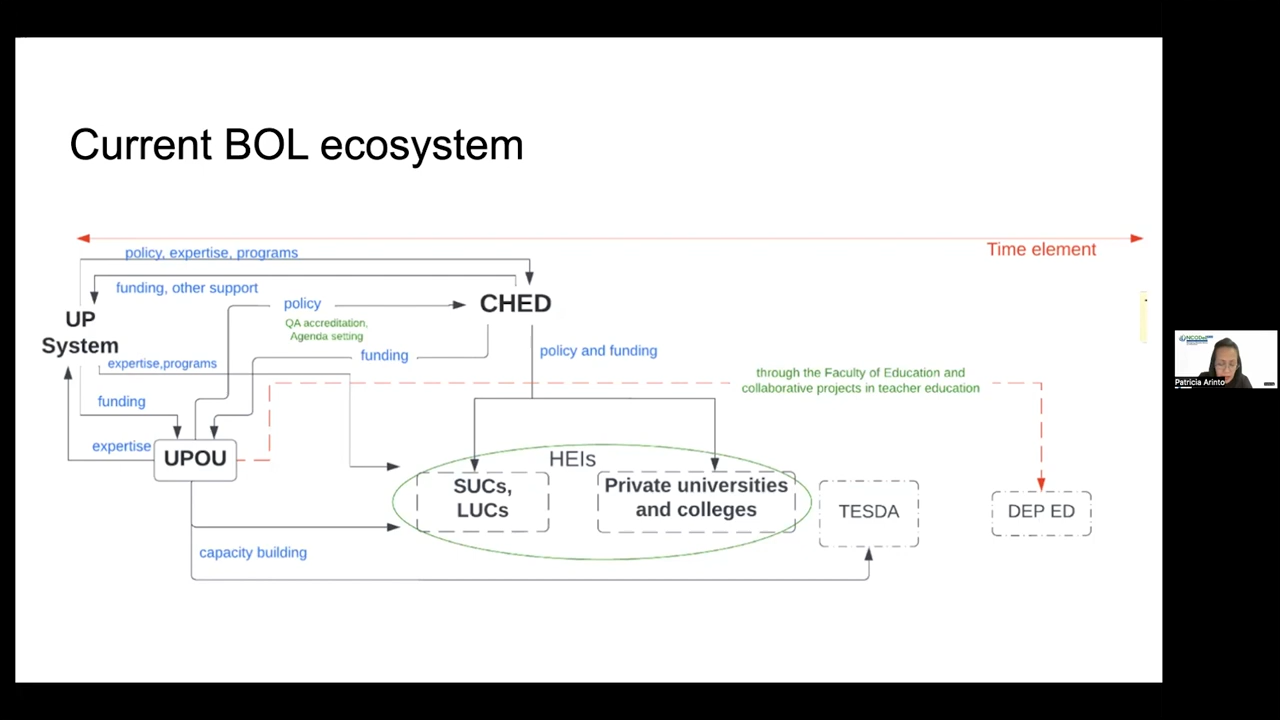 Current BOL ecosystem
policy, expertise, programs
Time element
funding, other support
policy
CHED
QA accreditation,
Agenda setting
UP
System
funding
policy and funding
expertise,programs
through the Faculty of Education and
collaborative projects in teacher education
funding
expertise
UPOU
HEIs
SUCs,
LUCs
Private universities
and colleges
TESDA
DEP ED
capacity building
Patricia Arinto